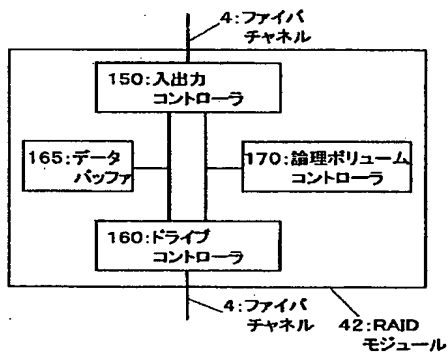 4:ファイバ
チャネル
150:入出力
コントローラ
165:データ
バッファ
170:論理ボリューム
コントローラ
160:ドライブ
コントローラ
4:ファイバ
チャネル
42:RAID
モジュール